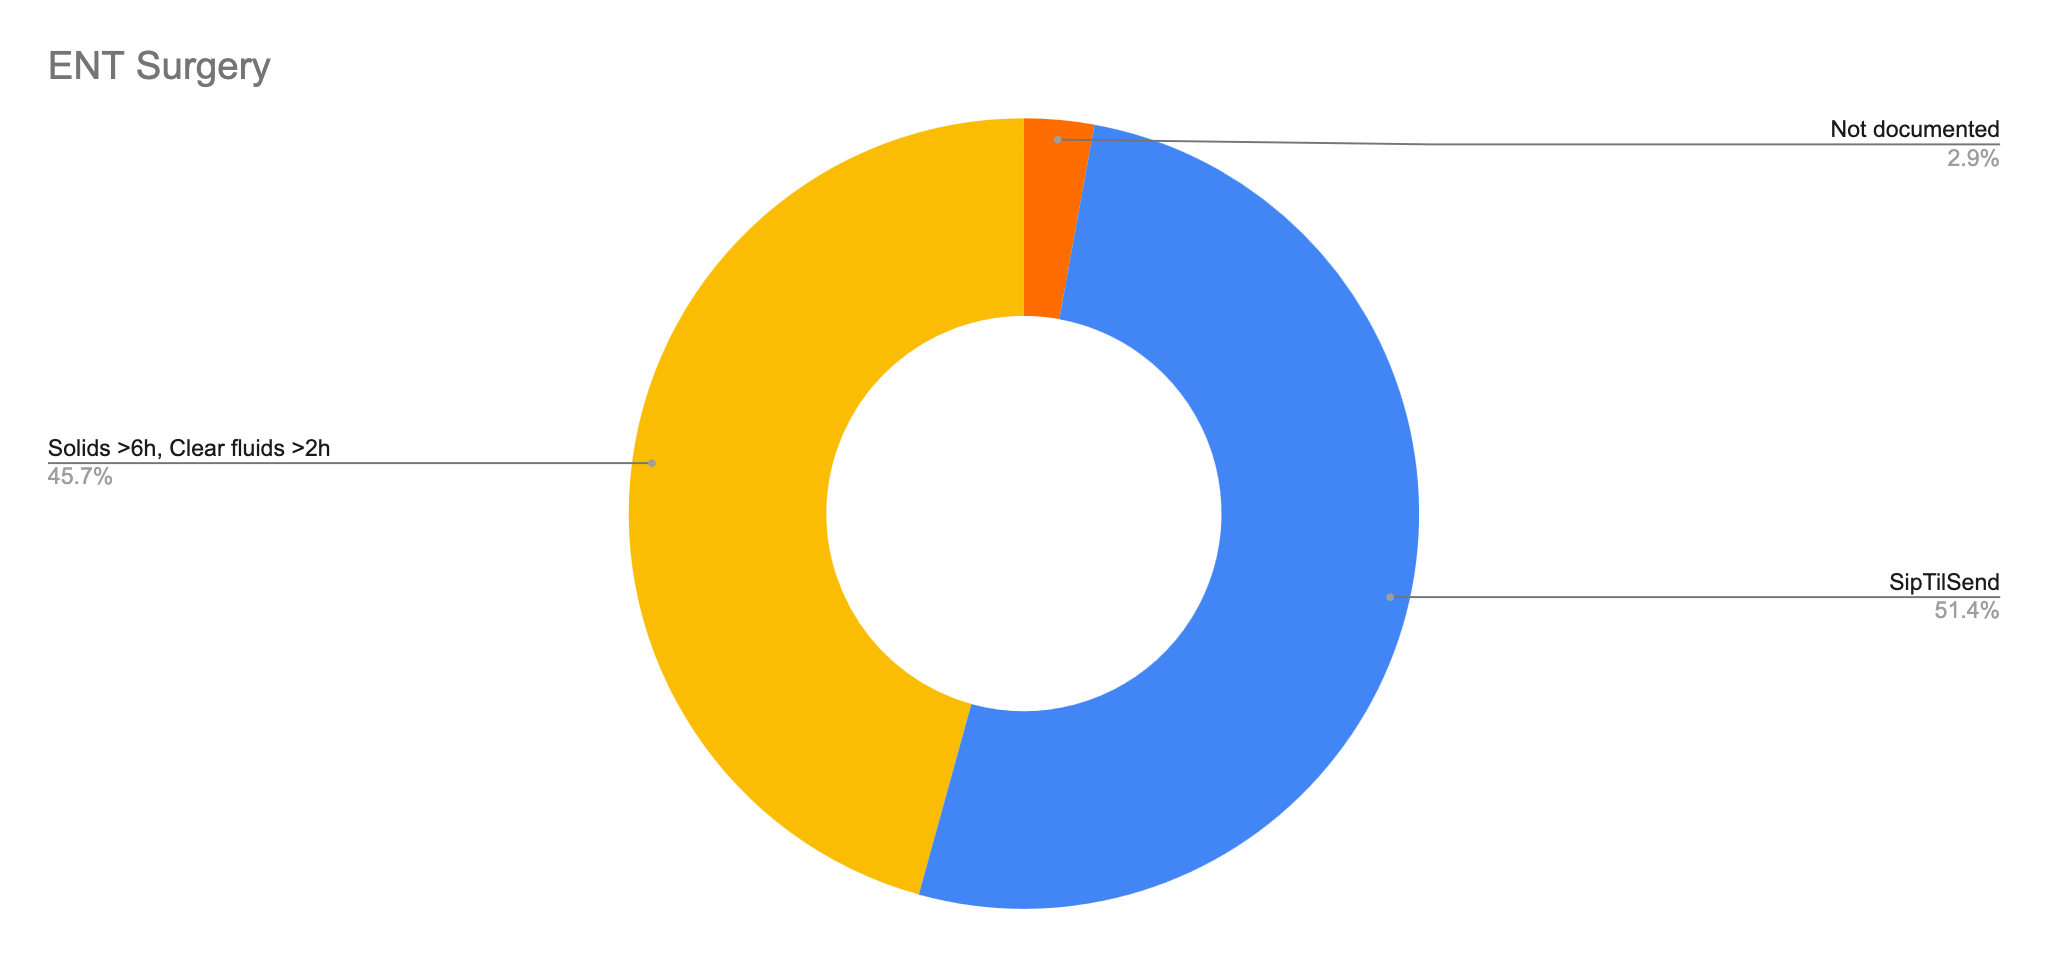 ENT Surgery
Not documented
2.9%
Solids >6h, Clear fluids >2h
45.7%
SipTilSend
51.4%